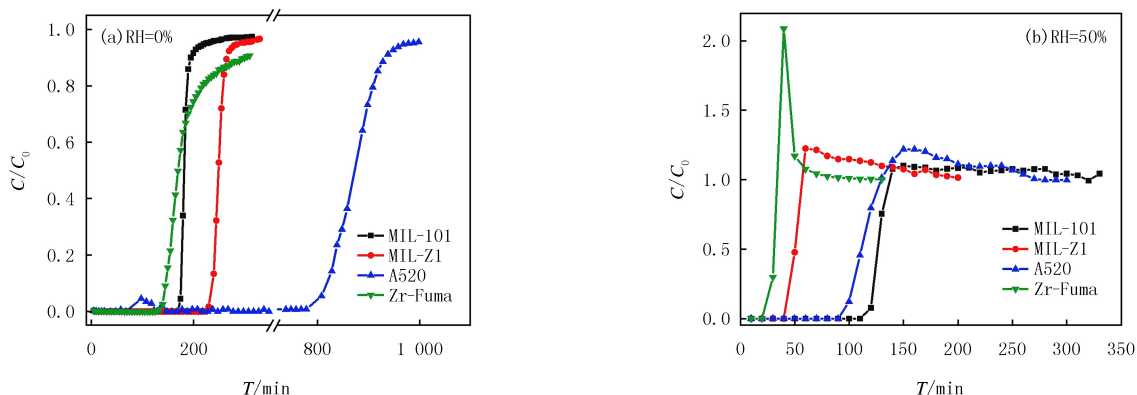 (a)RH=0%
C/C₀
1.0
0.8
0.6
0.4
0.2
0.0
MIL-101
MIL-Z1
A520
Zr-Fuma
0
200
800
1 000
T/min
(b)RH=50%
C/C₀
2.0
1.5
1.0
0.5
0.0
MIL-101
MIL-Z1
A520
Zr-Fuma
0
50
100
150
200
250
300
350
T/min